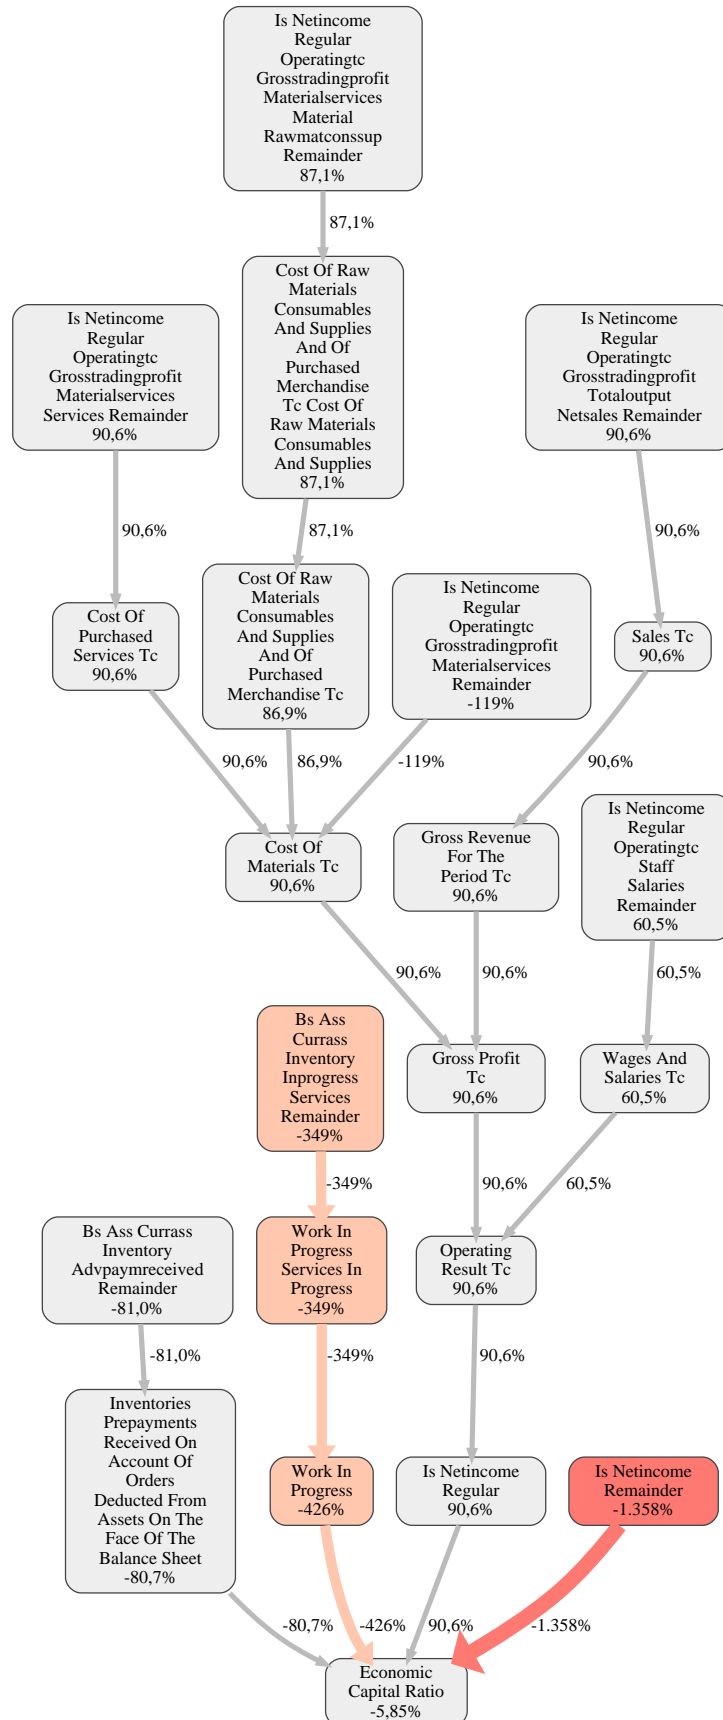 Is Netincome
Regular
Operatingtc
Grosstradingprofit
Materialservices
Material
Rawmatconssup
Remainder
87,1%
87,1%
Cost Of Raw
Materials
Consumables
And Supplies
And Of
Purchased
Merchandise
Tc Cost Of
Raw Materials
Consumables
And Supplies
87,1%
Is Netincome
Regular
Operatingtc
Grosstradingprofit
Materialservices
Services Remainder
90,6%
Is Netincome
Regular
Operatingtc
Grosstradingprofit
Totaloutput
Netsales Remainder
90,6%
90,6%
87,1%
90,6%
Cost Of
Purchased
Services Tc
90,6%
Cost Of Raw
Materials
Consumables
And Supplies
And Of
Purchased
Merchandise Tc
86,9%
Is Netincome
Regular
Operatingtc
Grosstradingprofit
Materialservices
Remainder
-119%
Sales Tc
90,6%
90,6%
86,9%
-119%
90,6%
Cost Of
Materials Tc
90,6%
Gross Revenue
For The
Period Tc
90,6%
Is Netincome
Regular
Operatingtc
Staff
Salaries
Remainder
60,5%
90,6%
90,6%
60,5%
Bs Ass
Currass
Inventory
Inprogress
Services
Remainder
-349%
Gross Profit
Tc
90,6%
Wages And
Salaries Tc
60,5%
-349%
90,6%
60,5%
Bs Ass Currass
Inventory
Advpaymreceived
Remainder
-81,0%
Work In
Progress
Services In
Progress
-349%
Operating
Result Tc
90,6%
-81,0%
-349%
90,6%
Inventories
Prepayments
Received On
Account Of
Orders
Deducted From
Assets On The
Face Of The
Balance Sheet
-80,7%
Work In
Progress
-426%
Is Netincome
Regular
90,6%
Is Netincome
Remainder
-1.358%
-80,7%
-426%
90,6%
-1.358%
Economic
Capital Ratio
-5,85%